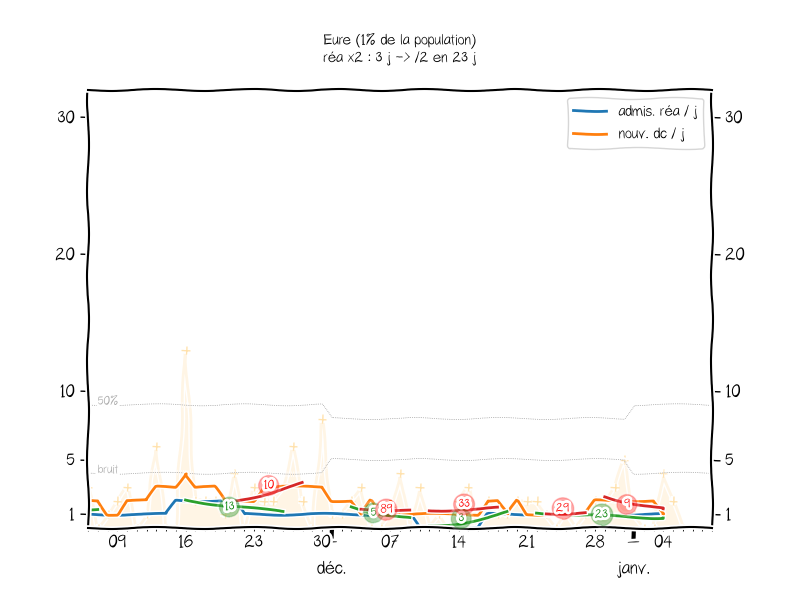 Eure (1% de la population)
réa x2 : 3 j -> /2 en 23 j
admis. réa / j
nouv. dc / j
30 30
20 20
10 10
50%
5 5
bruit
1 1
10 13 5 89 33 3 29 23 9
09 16 23 30 07 14 21 28 04
déc. janv.